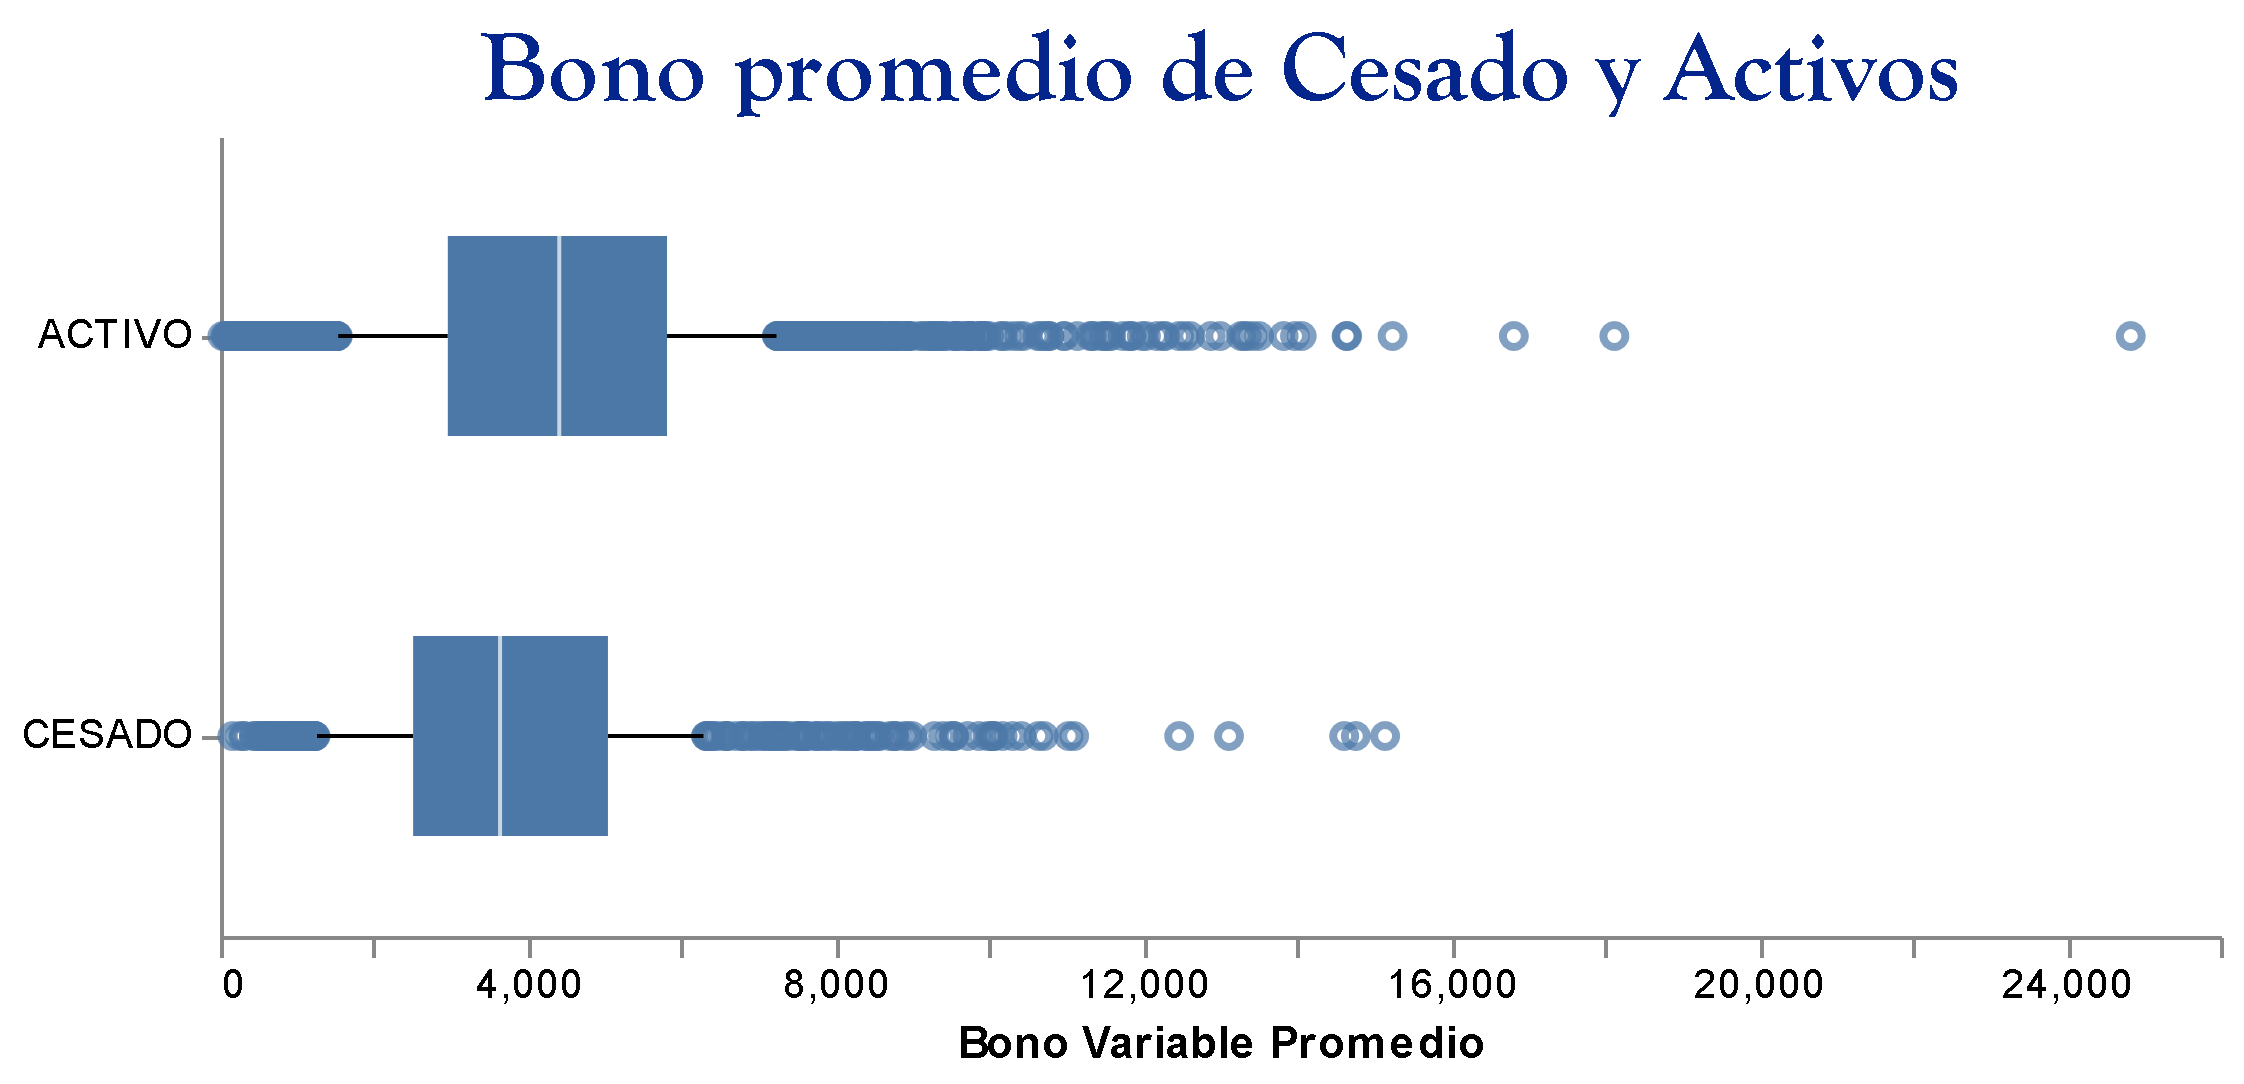 Bono promedio de Cesado y Activos
ACTIVO
CESADO
0 4,000 8,000 12,000 16,000 20,000 24,000
Bono Variable Promedio